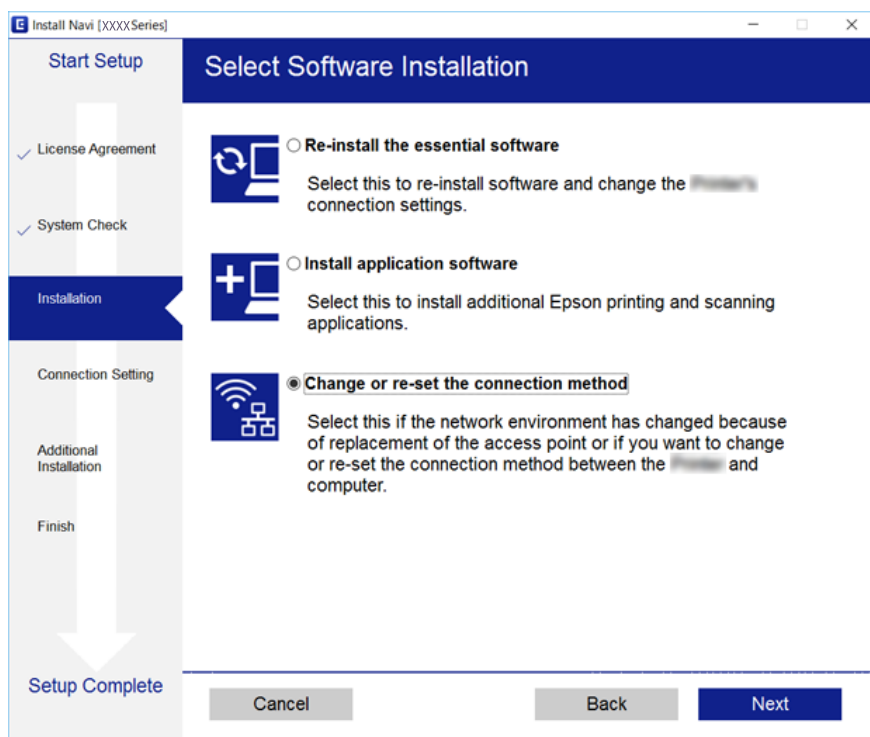 Install Navi [XXXX Series]
Start Setup
License Agreement
System Check
Installation
Connection Setting
Additional
Installation
Finish
Setup Complete
Select Software Installation
Re-install the essential software
Select this to re-install software and change the
connection settings.
Install application software
Select this to install additional Epson printing and scanning
applications.
Change or re-set the connection method
Select this if the network environment has changed because
of replacement of the access point or if you want to change
or re-set the connection method between the and
computer.
Cancel
Back
Next